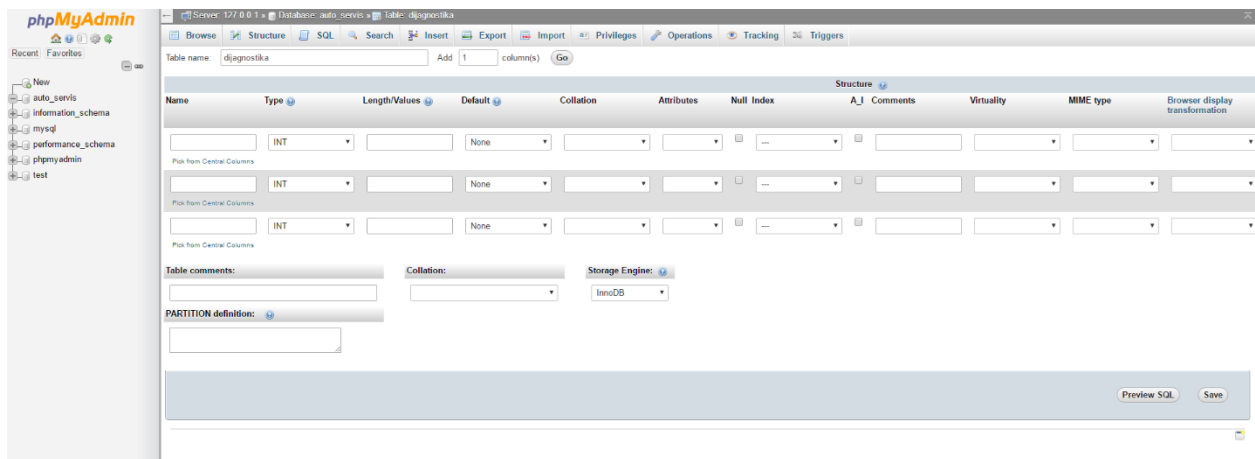 phpMyAdmin
Recent Favorites
New
auto_servis
information_schema
mysql
performance_schema
phpmyadmin
test
Server: 127.0.0.1 » Database: auto_servis » Table: dijagnostika
Browse Structure SQL Search Insert Export Import Privileges Operations Tracking Triggers
Table name: dijagnostika Add 1 column(s) Go
Structure
Name Type Length/Values Default Collation Attributes Null Index A_I Comments Virtuality MIME type Browser display transformation
INT None ---
Pick from Central Columns
INT None ---
Pick from Central Columns
INT None ---
Pick from Central Columns
Table comments: Collation: Storage Engine:
InnoDB
PARTITION definition:
Preview SQL Save